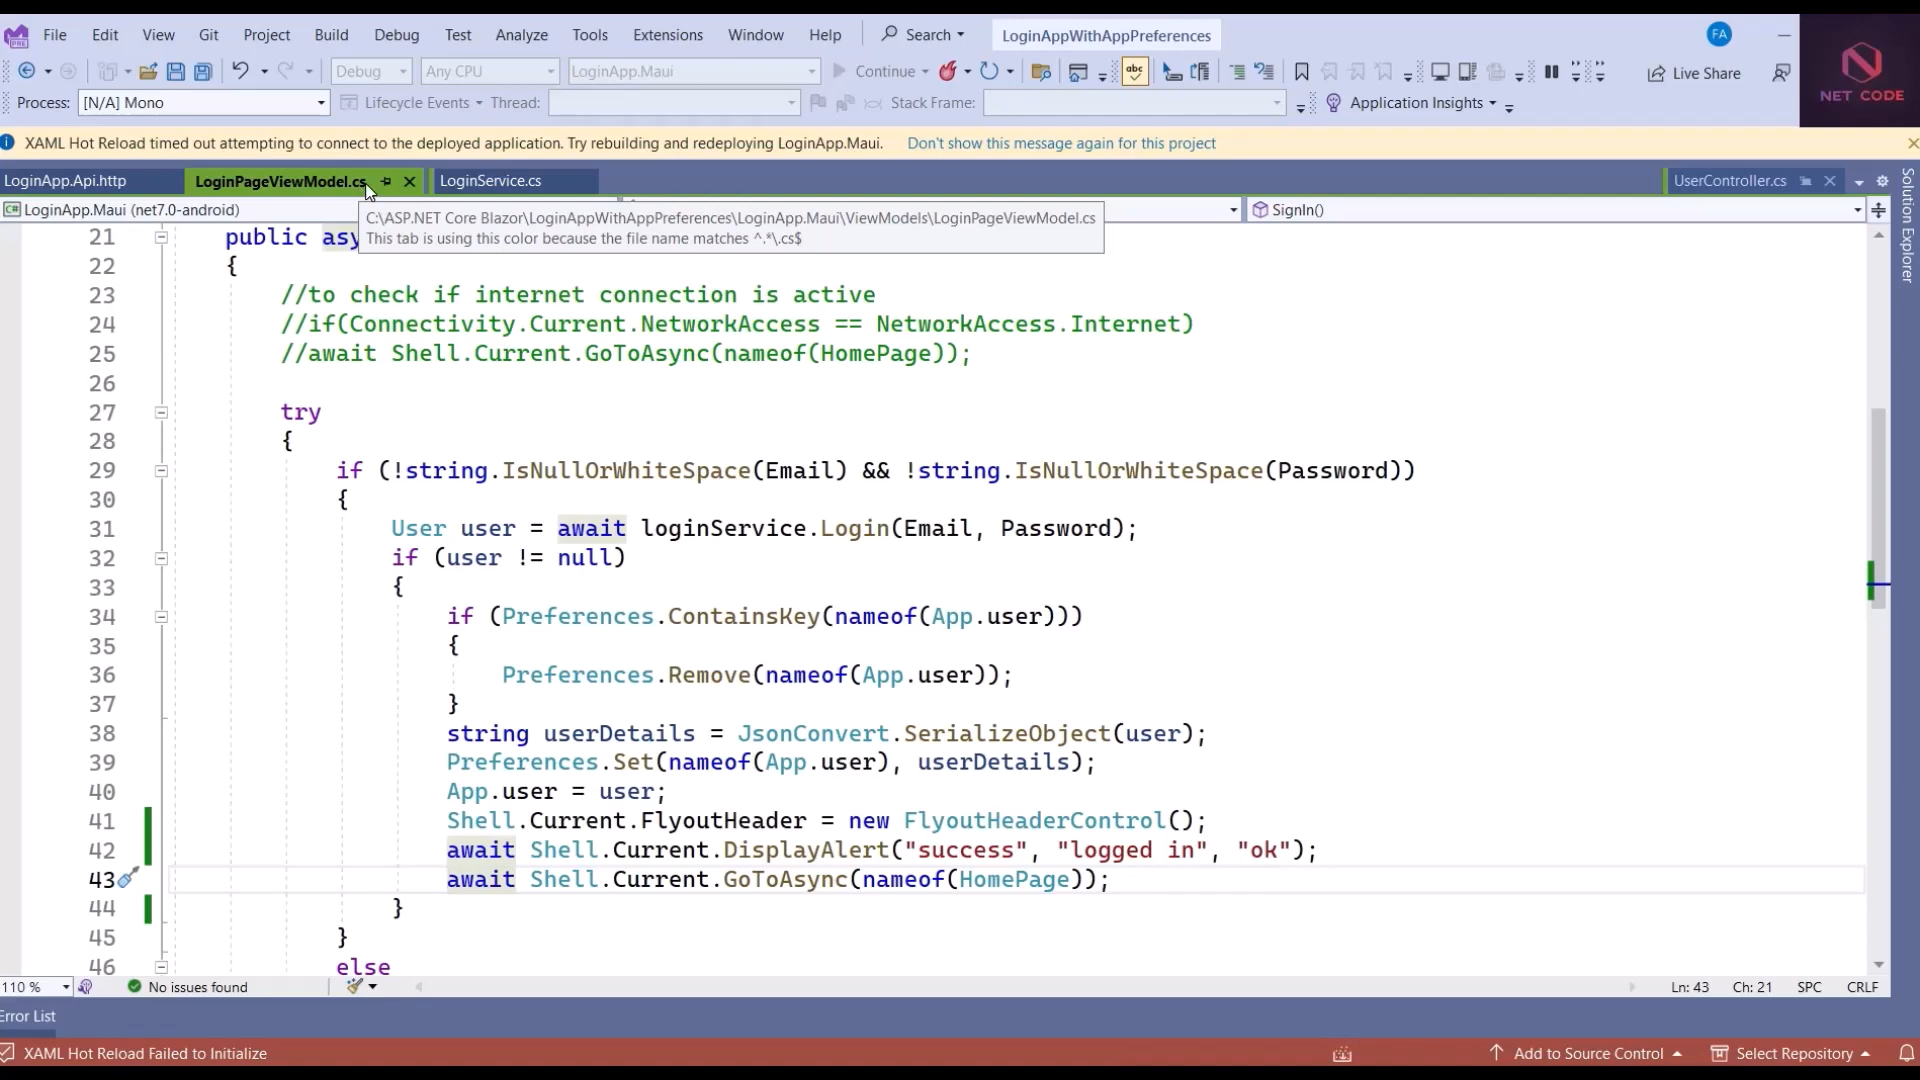 File Edit View Git Project Build Debug Test Analyze Tools Extensions Window Help Search LoginAppWithAppPreferences FA
Debug Any CPU LoginApp.Maui Continue abc Live Share
NET CODE
Process: [N/A] Mono Lifecycle Events Thread: Stack Frame: Application Insights
XAML Hot Reload timed out attempting to connect to the deployed application. Try rebuilding and redeploying LoginApp.Maui. Don't show this message again for this project
LoginApp.Api.http LoginPageViewModel.cs LoginService.cs UserController.cs
Solution Explorer
C# LoginApp.Maui (net7.0-android) SignIn()
C:\ASP.NET Core Blazor\LoginAppWithPreferences\LoginApp.Maui\ViewModels\LoginPageViewModel.cs
This tab is using this color because the file name matches ^.*\.cs$
21 public asy
22 {
23 //to check if internet connection is active
24 //if(Connectivity.Current.NetworkAccess == NetworkAccess.Internet)
25 //await Shell.Current.GoToAsync(nameof(HomePage));
26
27 try
28 {
29 if (!string.IsNullOrWhiteSpace(Email) && !string.IsNullOrWhiteSpace(Password))
30 {
31 User user = await loginService.Login(Email, Password);
32 if (user != null)
33 {
34 if (Preferences.ContainsKey(nameof(App.user)))
35 {
36 Preferences.Remove(nameof(App.user));
37 }
38 string userDetails = JsonConvert.SerializeObject(user);
39 Preferences.Set(nameof(App.user), userDetails);
40 App.user = user;
41 Shell.Current.FlyoutHeader = new FlyoutHeaderControl();
42 await Shell.Current.DisplayAlert("success", "logged in", "ok");
43 await Shell.Current.GoToAsync(nameof(HomePage));
44 }
45 }
46 else
110 % No issues found Ln: 43 Ch: 21 SPC CRLF
Error List
XAML Hot Reload Failed to Initialize Add to Source Control Select Repository